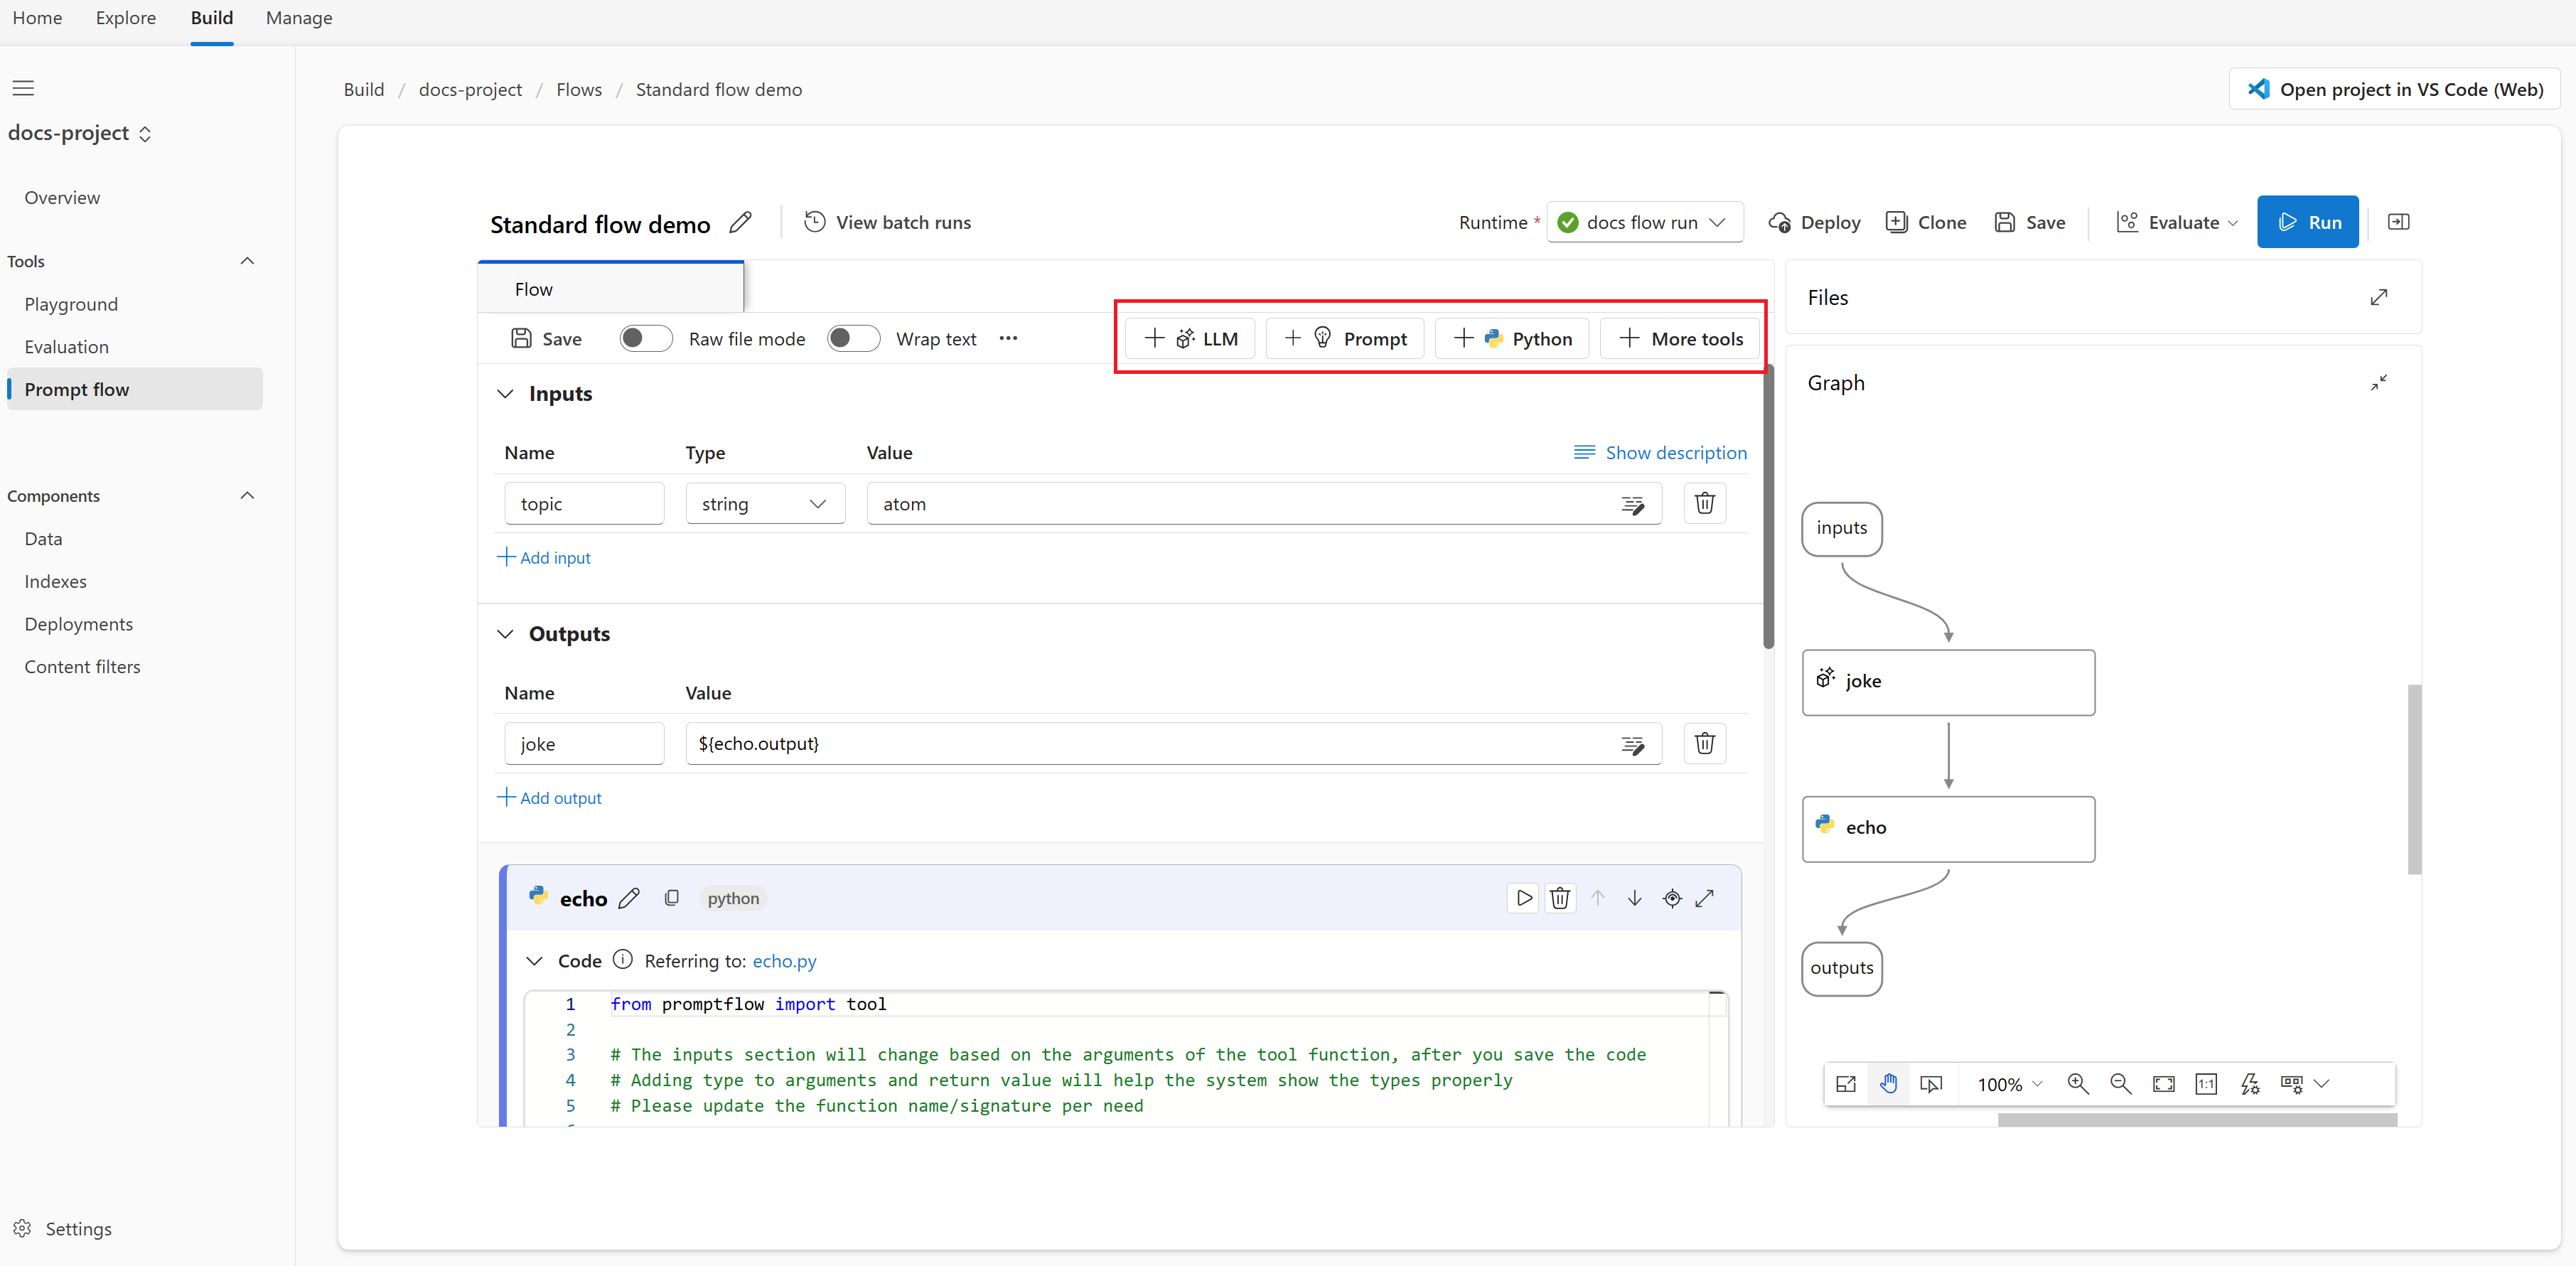 Home Explore Build Manage
Build / docs-project / Flows / Standard flow demo
Open project in VS Code (Web)
docs-project
Overview
Tools
Playground
Evaluation
Prompt flow
Components
Data
Indexes
Deployments
Content filters
Settings
Standard flow demo View batch runs Runtime * docs flow run Deploy Clone Save Evaluate Run
Flow
Save Raw file mode Wrap text ••• + LLM + Prompt + Python + More tools
Inputs
Name Type Value Show description
topic string atom
+ Add input
Outputs
Name Value
joke ${echo.output}
+ Add output
echo python
Code Referring to: echo.py
1 from promptflow import tool
2
3 # The inputs section will change based on the arguments of the tool function, after you save the code
4 # Adding type to arguments and return value will help the system show the types properly
5 # Please update the function name/signature per need
Files
Graph
inputs
joke
echo
outputs
100% 1:1